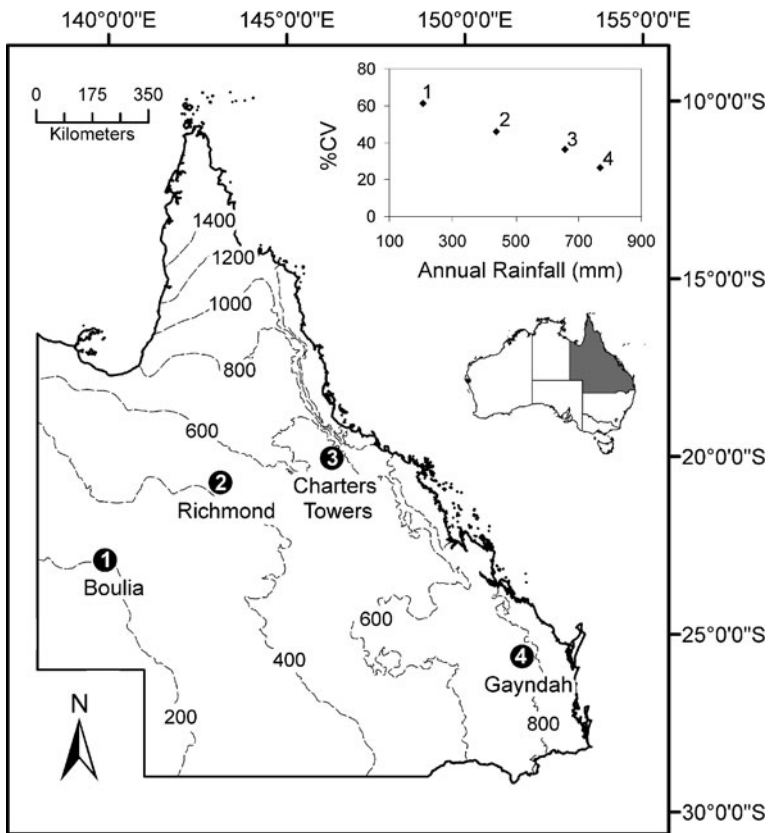 140°0'0"E 145°0'0"E 150°0'0"E 155°0'0"E
0 175 350
Kilometers
80
60
40
20
0
%CV
1
2
3
4
100 300 500 700 900
Annual Rainfall (mm)
10°0'0"S
15°0'0"S
20°0'0"S
25°0'0"S
30°0'0"S
1400
1200
1000
800
600
3
Charters
Towers
2
Richmond
1
Boulia
600
400
4
Gayndah
200
800
N